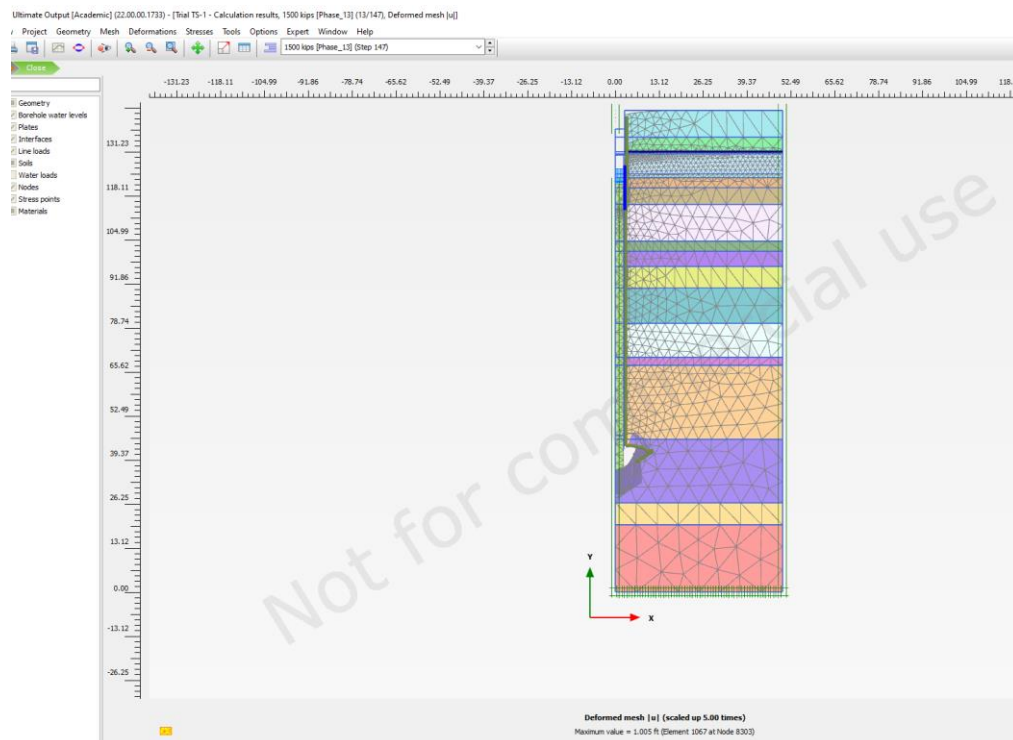 Ultimate Output [Academic] (22.00.00.1733) - [Trial TS-1 - Calculation results, 1500 kips [Phase_13] (13/147), Deformed mesh |u|]
Project Geometry Mesh Deformations Stresses Tools Options Expert Window Help
1500 kips [Phase_13] (Step 147)
Close
-131.23 -118.11 -104.99 -91.86 -78.74 -65.62 -52.49 -39.37 -26.25 -13.12 0.00 13.12 26.25 39.37 52.49 65.62 78.74 91.86 104.99 118.
Geometry
Borehole water levels
Plates
Interfaces
Line loads
Soils
Water loads
Nodes
Stress points
Materials
131.23
118.11
104.99
91.86
78.74
65.62
52.49
39.37
26.25
13.12
0.00
-13.12
-26.25
Not for commercial use
Y
X
Deformed mesh |u| (scaled up 5.00 times)
Maximum value = 1.005 ft (Element 1067 at Node 8303)